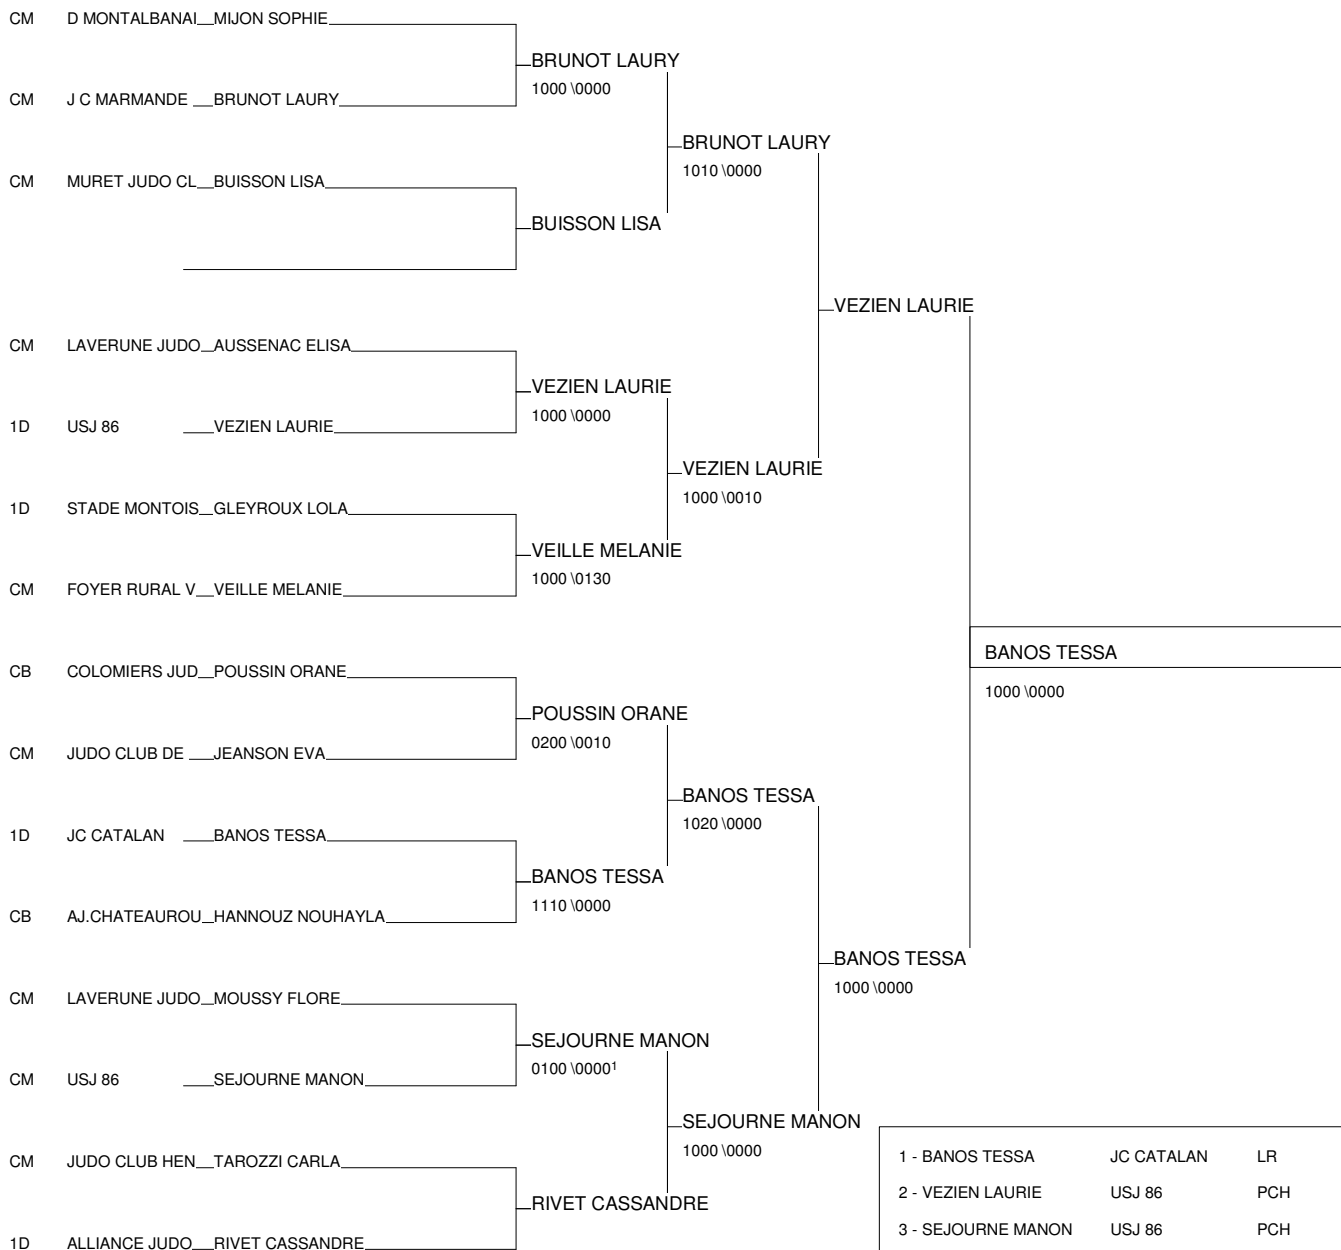 CM D MONTALBANAI MIJON SOPHIE
BRUNOT LAURY
1000 \0000
CM J C MARMANDE BRUNOT LAURY
BRUNOT LAURY
1010 \0000
CM MURET JUDO CL BUISSON LISA
BUISSON LISA
VEZIEN LAURIE
CM LAVERUNE JUDO AUSSENAC ELISA
VEZIEN LAURIE
1000 \0000
1D USJ 86 VEZIEN LAURIE
VEZIEN LAURIE
1000 \0010
1D STADE MONTOIS GLEYROUX LOLA
VEILLE MELANIE
1000 \0130
CM FOYER RURAL V VEILLE MELANIE
BANOS TESSA
1000 \0000
CB COLOMIERS JUD POUSSIN ORANE
POUSSIN ORANE
0200 \0010
CM JUDO CLUB DE JEANSON EVA
BANOS TESSA
1020 \0000
1D JC CATALAN BANOS TESSA
BANOS TESSA
1110 \0000
CB AJ.CHATEAUROU HANNOUZ NOUHAYLA
BANOS TESSA
1000 \0000
CM LAVERUNE JUDO MOUSSY FLORE
SEJOURNE MANON
0100 \0000¹
CM USJ 86 SEJOURNE MANON
SEJOURNE MANON
1000 \0000
CM JUDO CLUB HEN TAROZZI CARLA
RIVET CASSANDRE
1D ALLIANCE JUDO RIVET CASSANDRE
1 - BANOS TESSA JC CATALAN LR
2 - VEZIEN LAURIE USJ 86 PCH
3 - SEJOURNE MANON USJ 86 PCH